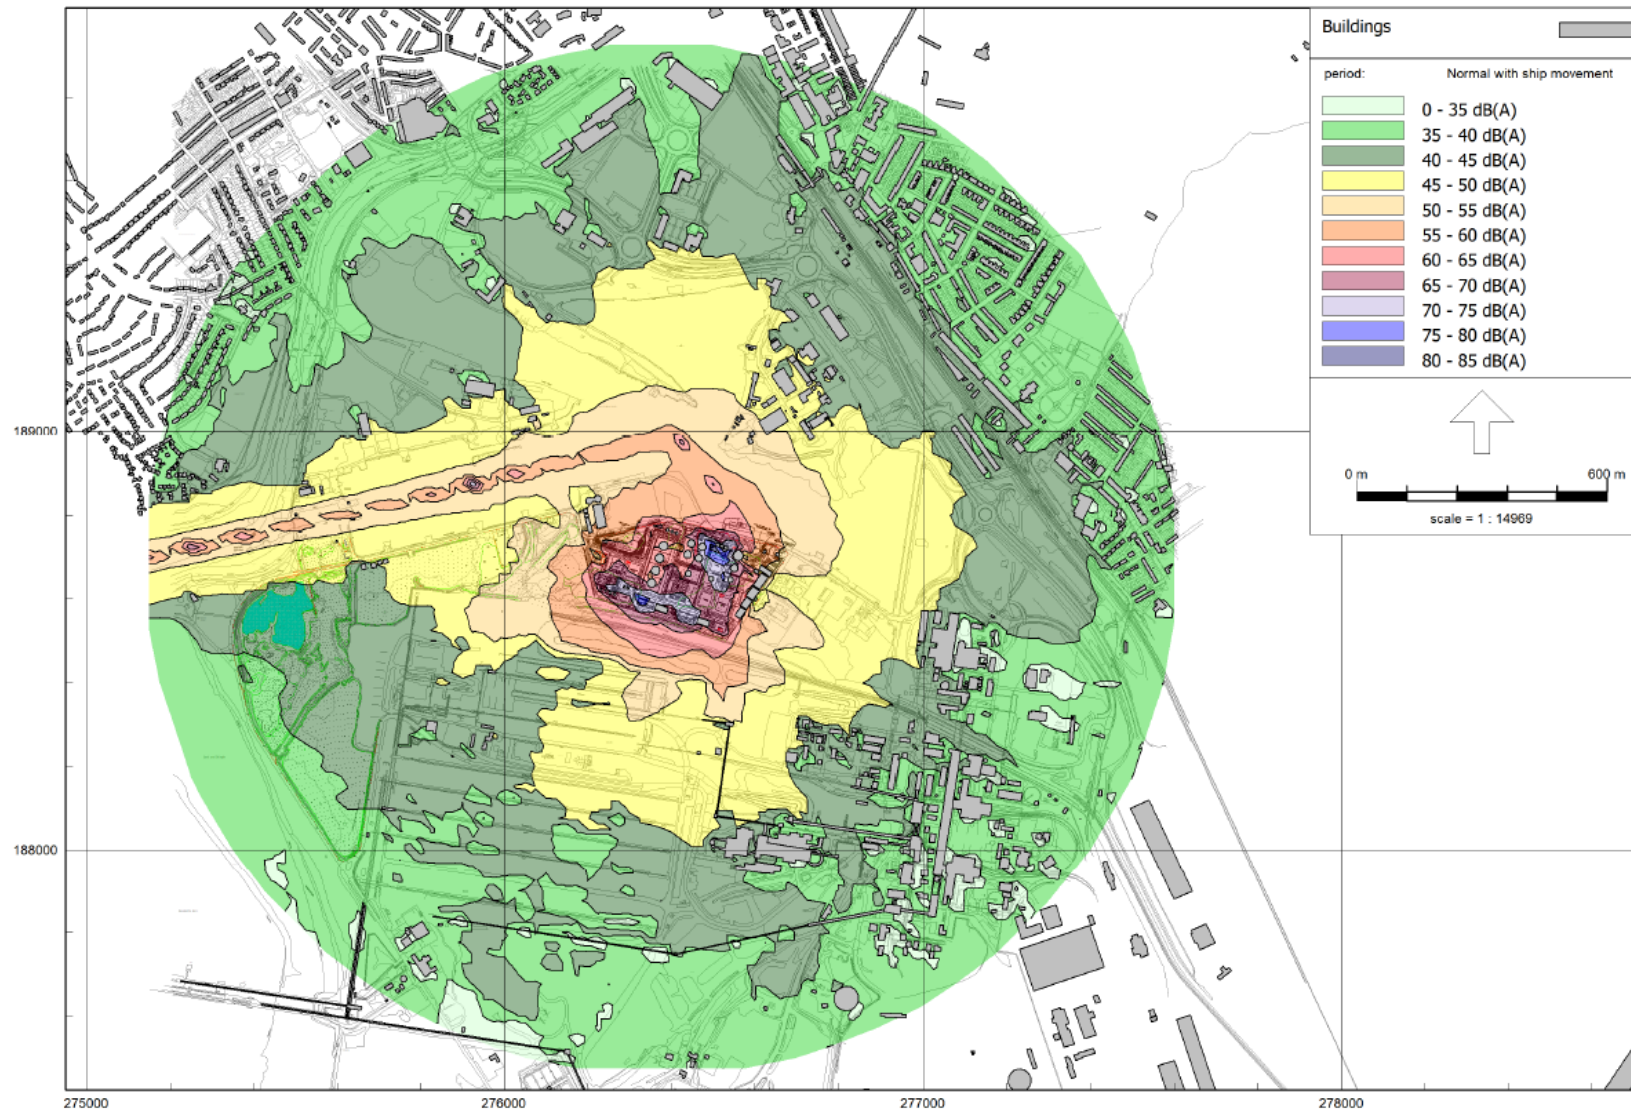 Buildings
period: Normal with ship movement
0 - 35 dB(A)
35 - 40 dB(A)
40 - 45 dB(A)
45 - 50 dB(A)
50 - 55 dB(A)
55 - 60 dB(A)
60 - 65 dB(A)
65 - 70 dB(A)
70 - 75 dB(A)
75 - 80 dB(A)
80 - 85 dB(A)
0 m 600 m
scale = 1 : 14969
189000
188000
275000 276000 277000 278000